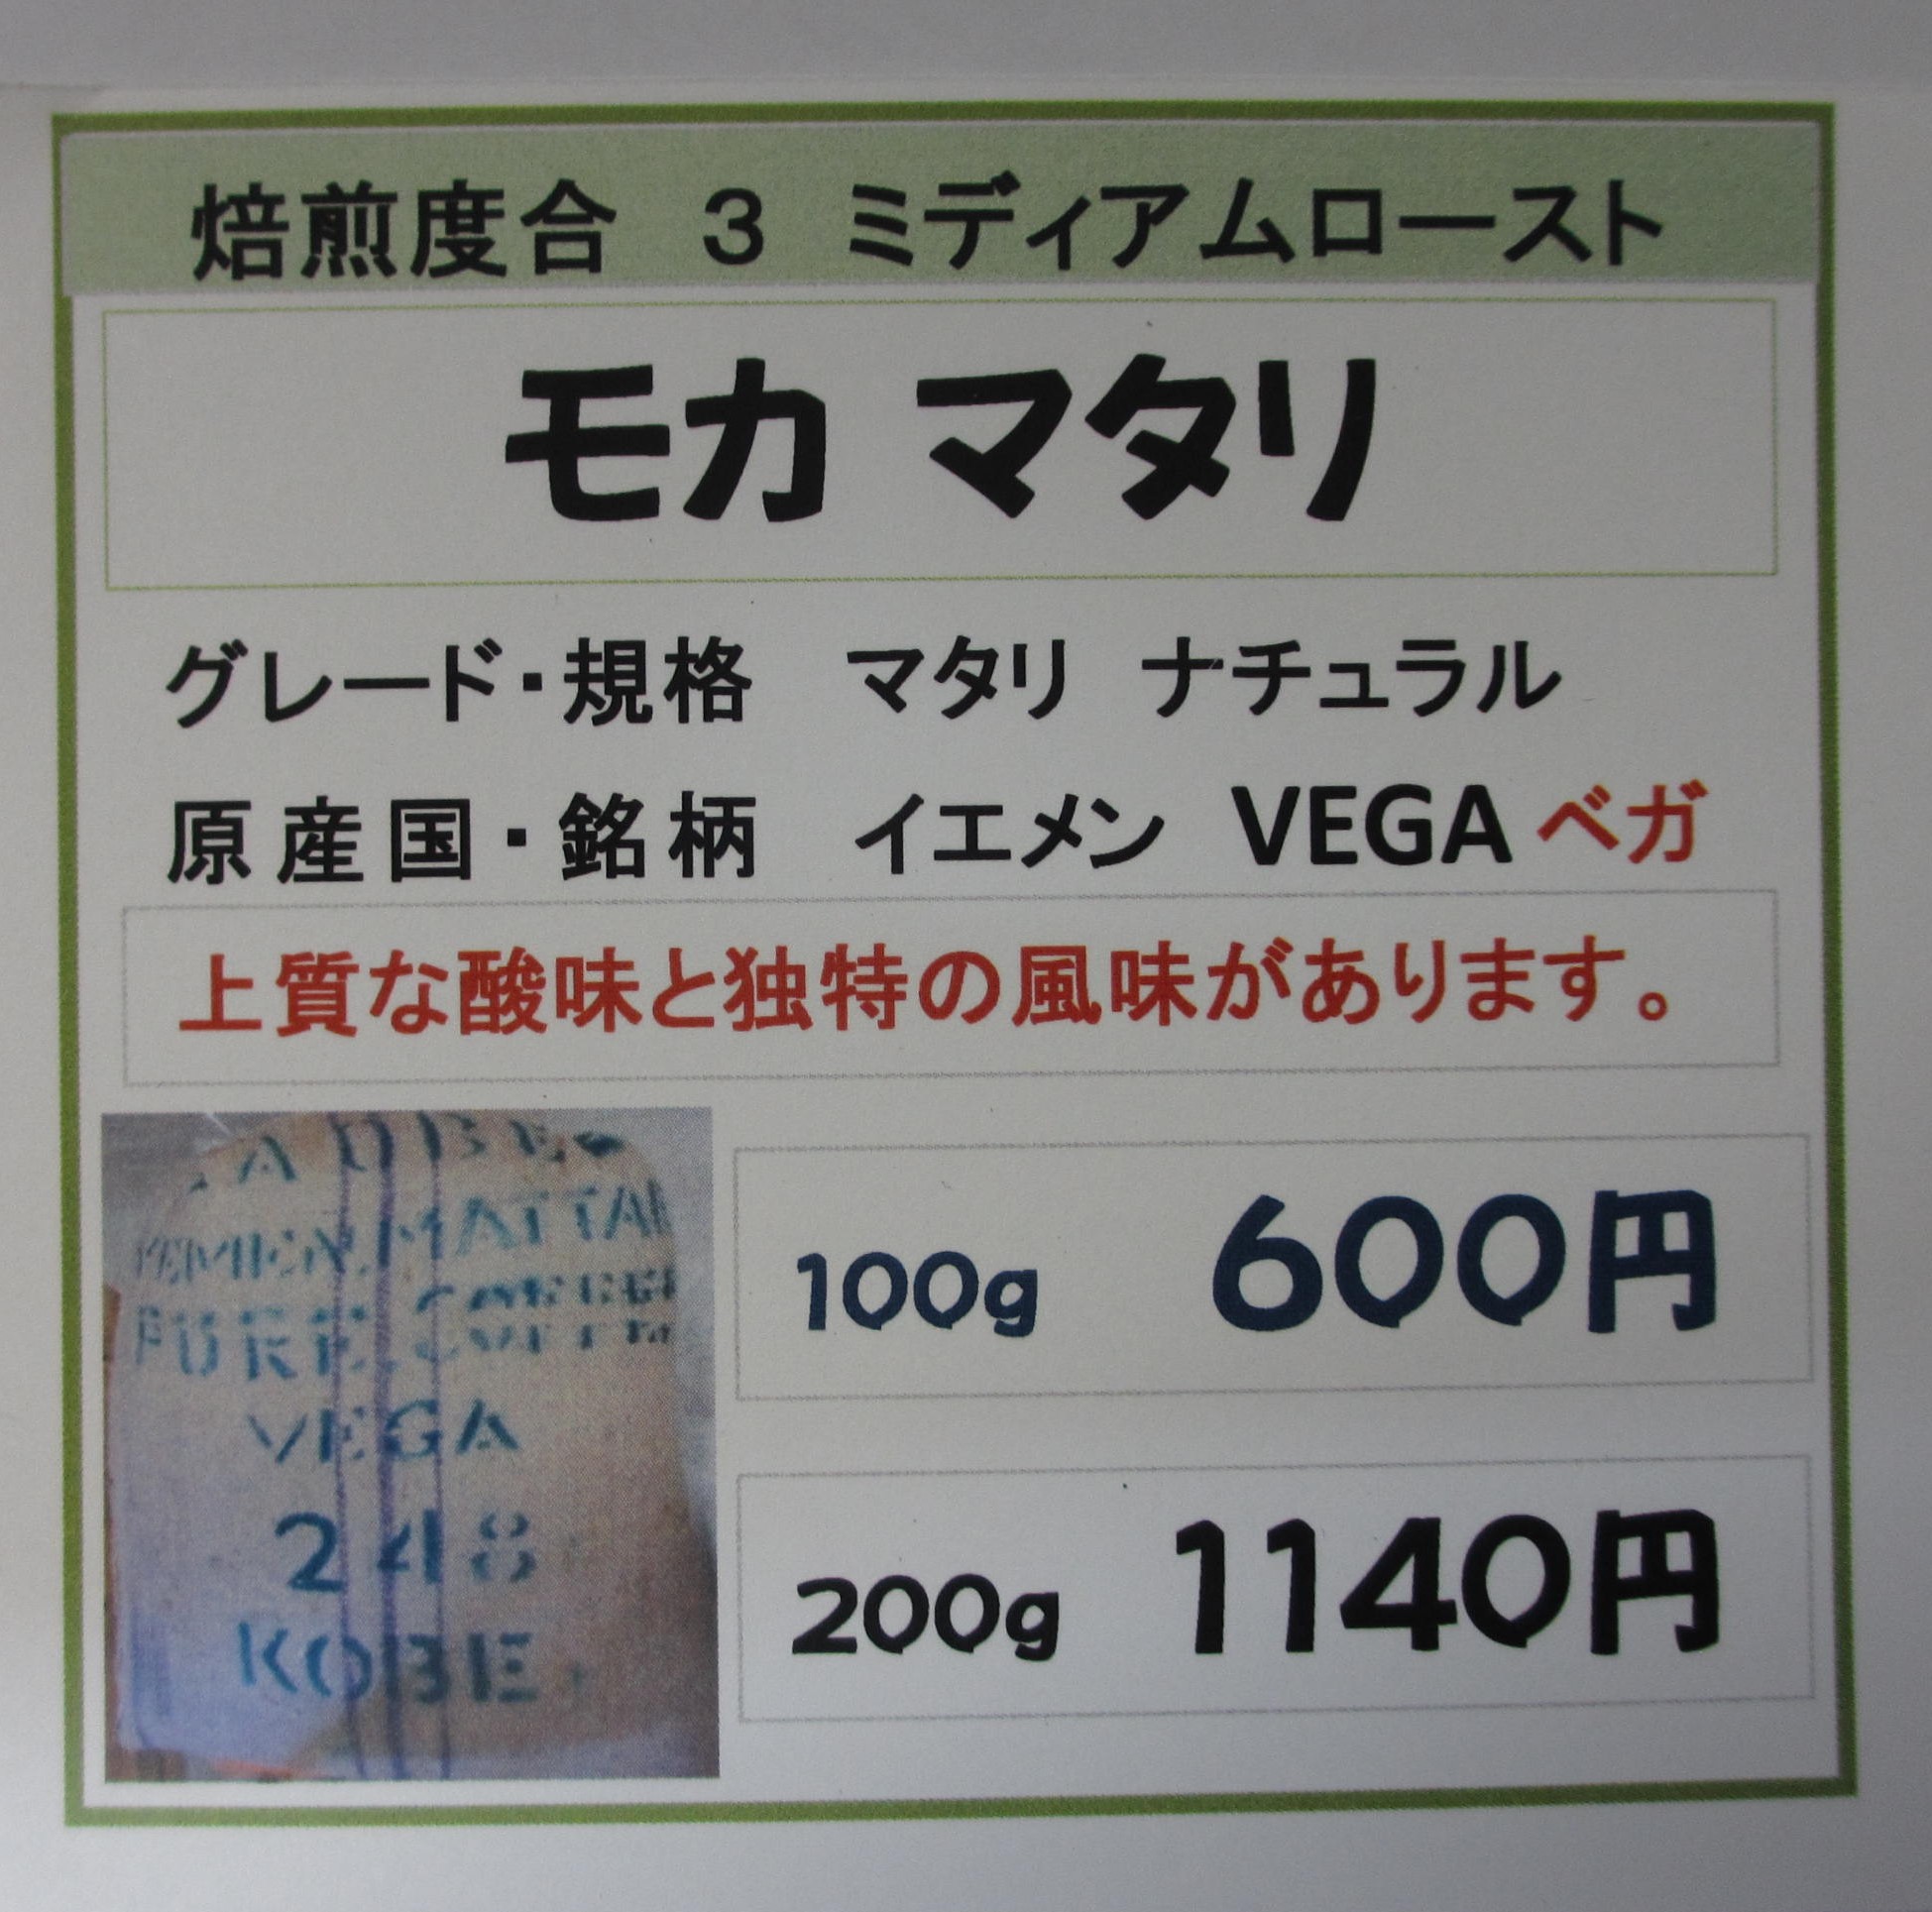 焙煎度合　3　ミディアムロースト
モカ マタリ
グレード・規格　マタリ　ナチュラル
原産国・銘柄　イエメン　VEGA ベガ
上質な酸味と独特の風味があります。
100g　600円
200g　1140円
VEGA
248
KOBE